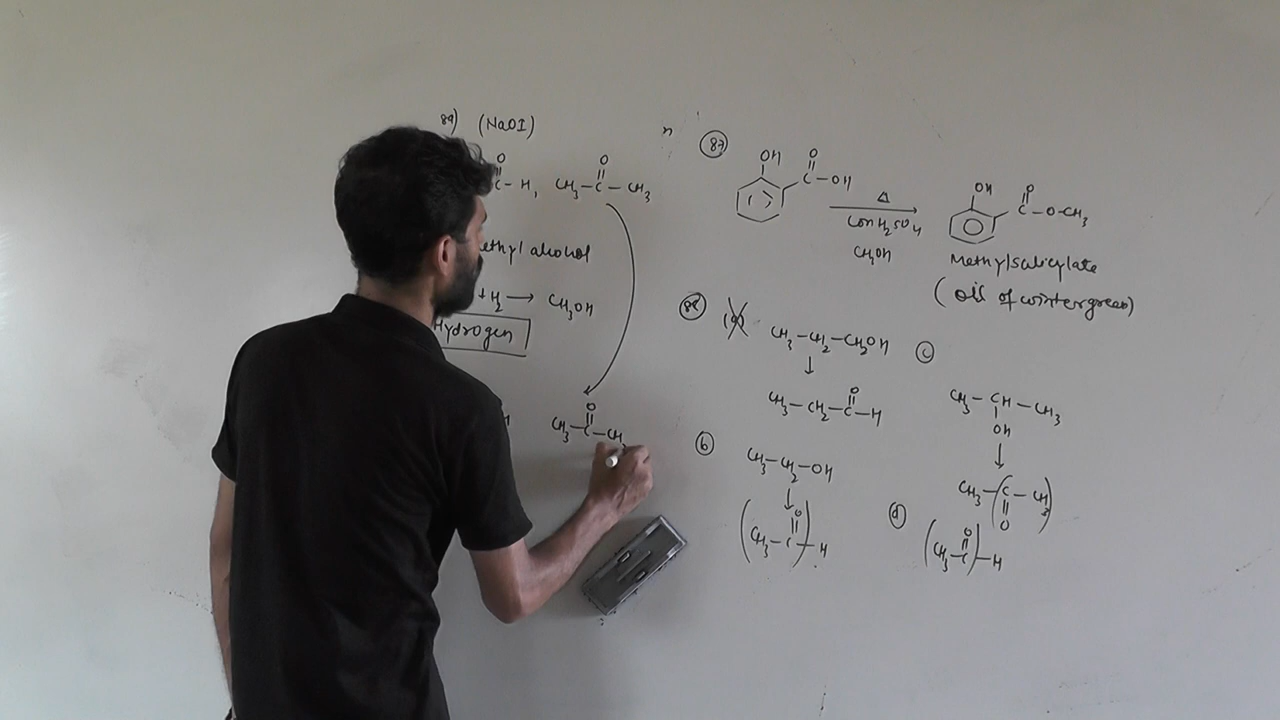 89) (NaOI)
O
C-H, CH3-C-CH3
ethyl alcohol
+H2 → CH3OH
Hydrogen
O
CH3-C-CH3
87
OH O
C-OH
Δ
Con H2SO4
CH3OH
OH O
C-O-CH3
Methylsalicylate
(oil of wintergreen)
88 (a) CH3-CH2-CH2OH
↓
O
CH3-CH2-C-H
b CH3-CH2-OH
↓
O
(CH3-C)-H
c
CH3-CH-CH3
OH
↓
CH3-(C-CH3)
O
d O
(CH3-C)-H